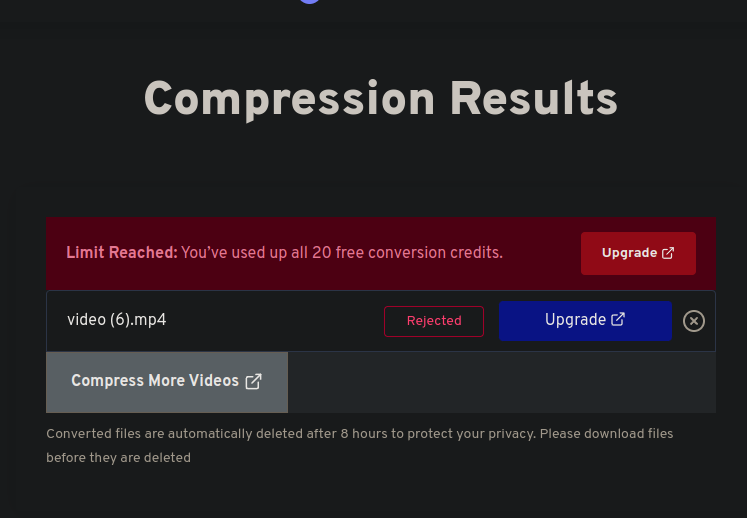 Compression Results
Limit Reached: You’ve used up all 20 free conversion credits.
Upgrade
video (6).mp4
Rejected
Upgrade
Compress More Videos
Converted files are automatically deleted after 8 hours to protect your privacy. Please download files
before they are deleted